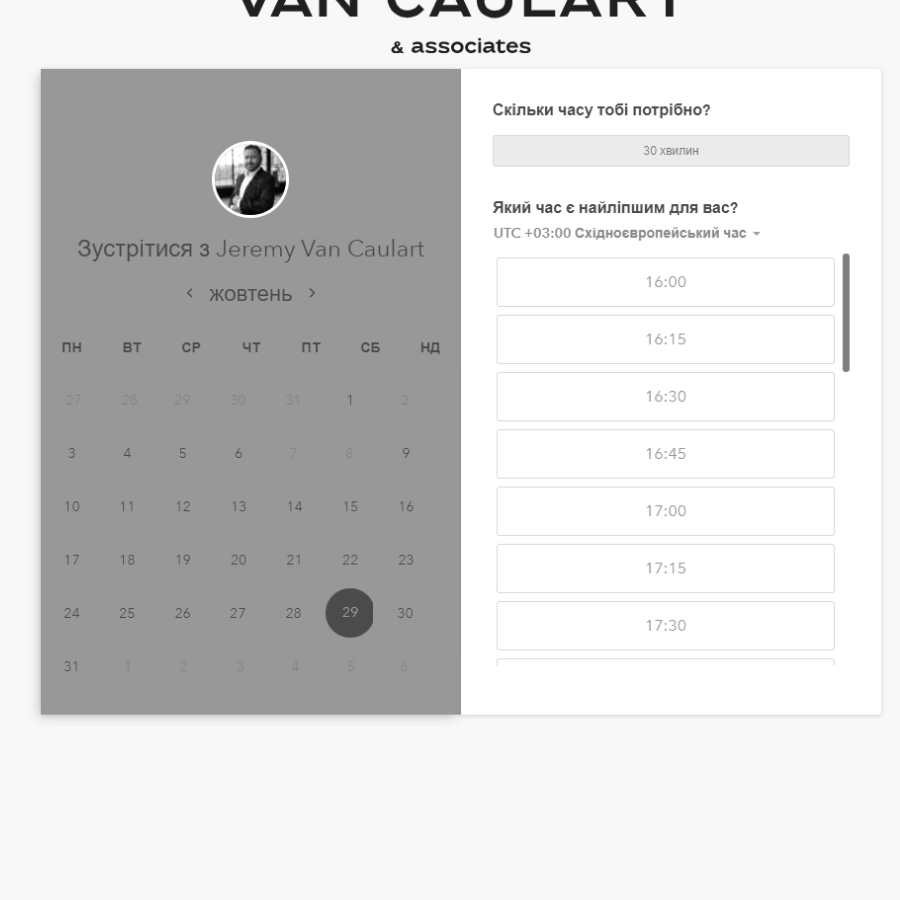 VAN CAULART
& associates
Зустрітися з Jeremy Van Caulart
жовтень
ПН ВТ СР ЧТ ПТ СБ НД
27 28 29 30 31 1 2
3 4 5 6 7 8 9
10 11 12 13 14 15 16
17 18 19 20 21 22 23
24 25 26 27 28 29 30
31 1 2 3 4 5 6
Скільки часу тобі потрібно?
30 хвилин
Який час є найліпшим для вас?
UTC +03:00 Східноєвропейський час
16:00
16:15
16:30
16:45
17:00
17:15
17:30